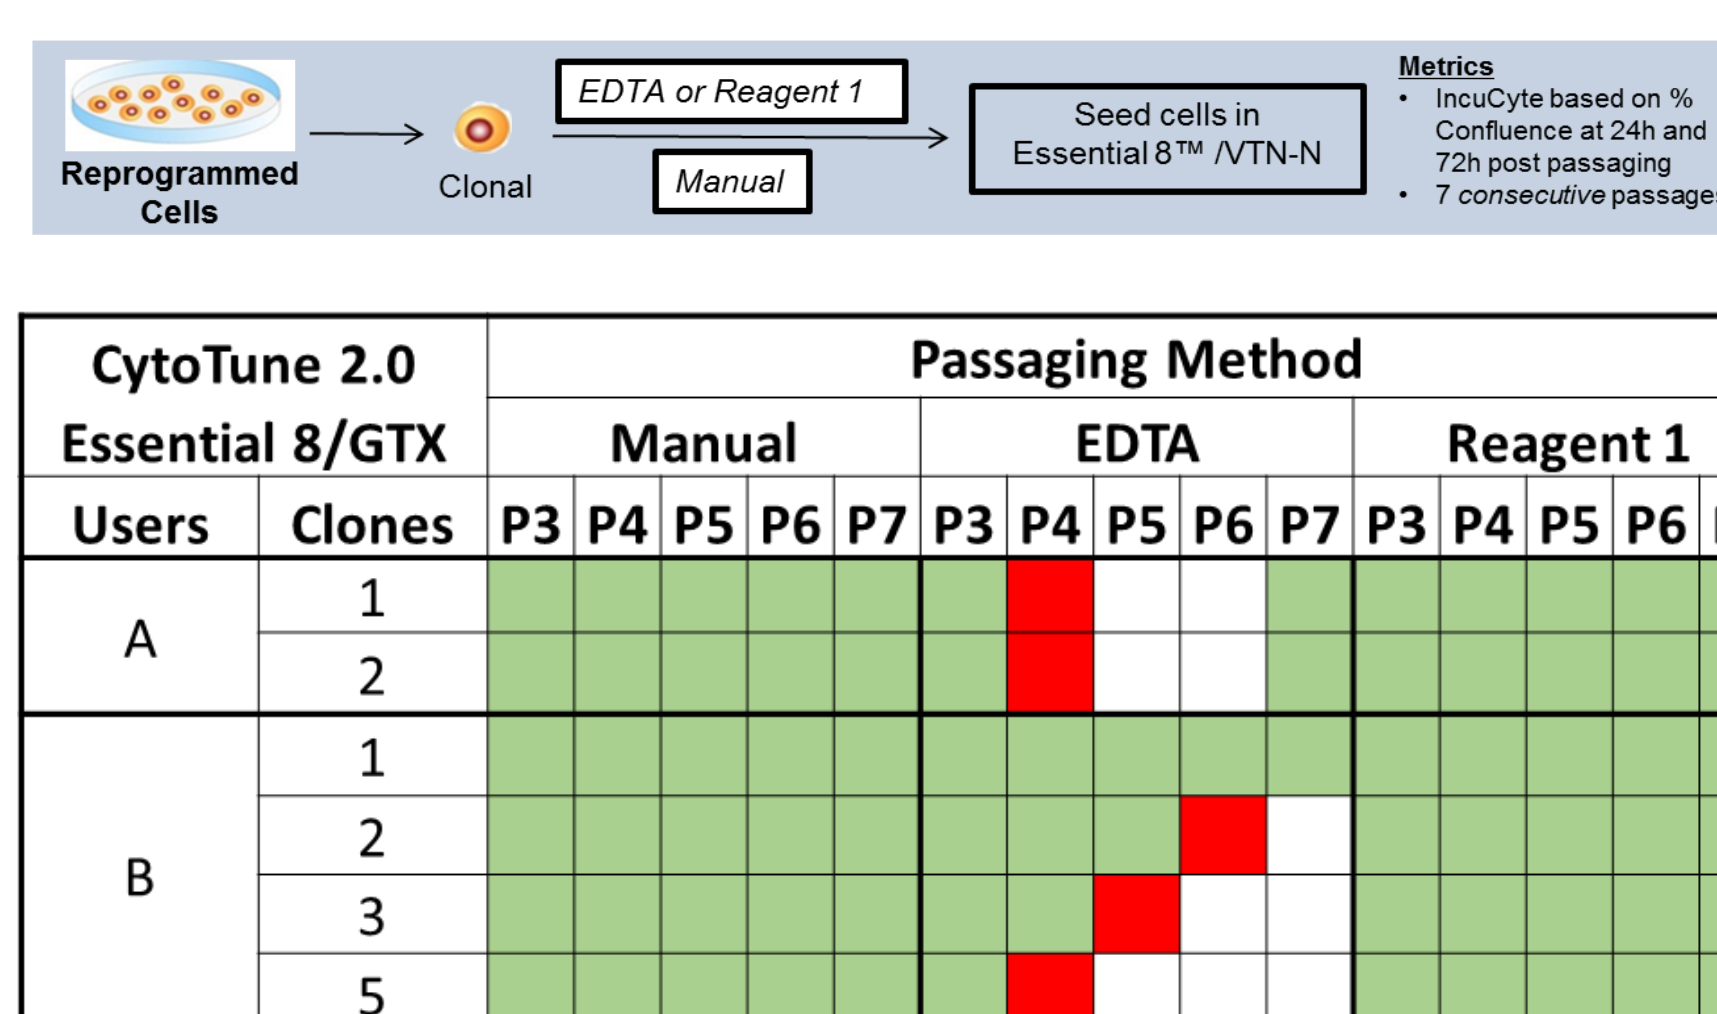 Reprogrammed
Cells
Clonal
EDTA or Reagent 1
Manual
Seed cells in
Essential 8™ /VTN-N
Metrics
• IncuCyte based on %
Confluence at 24h and
72h post passaging
• 7 consecutive passages
CytoTune 2.0
Essential 8/GTX
Passaging Method
Manual EDTA Reagent 1
Users Clones P3 P4 P5 P6 P7 P3 P4 P5 P6 P7 P3 P4 P5 P6
A
1
2
B
1
2
3
5